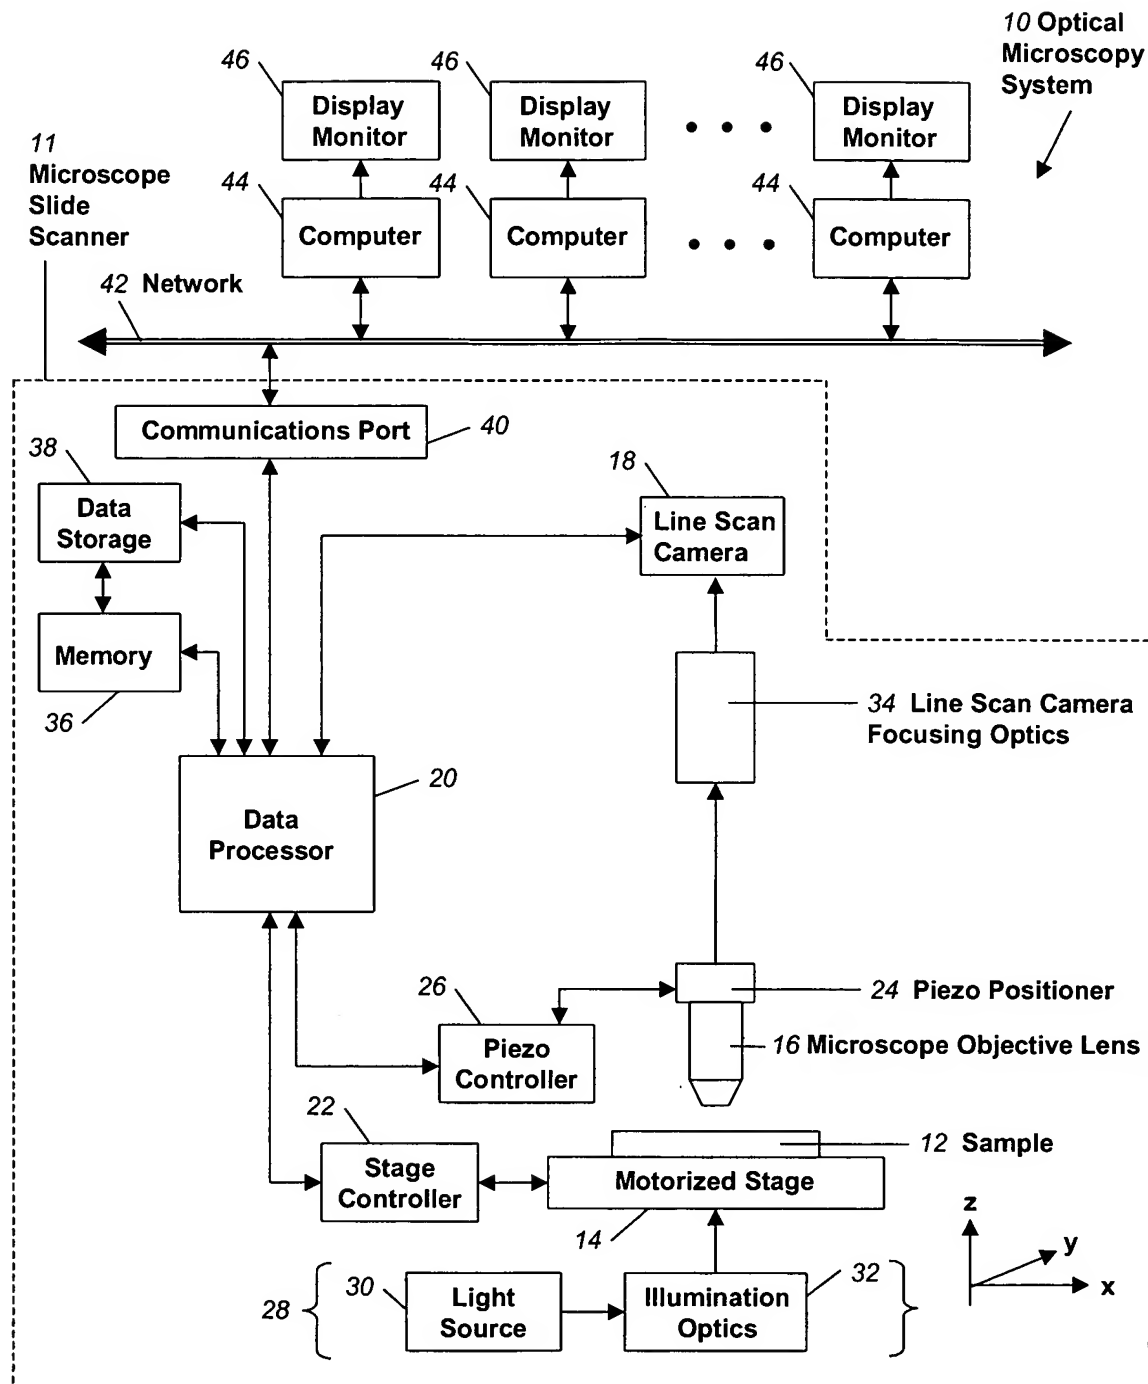 10 Optical
Microscopy
System
46
46
46
Display
Monitor
Display
Monitor
Display
Monitor
11
Microscope
Slide
Scanner
44
44
44
Computer
Computer
Computer
42 Network
Communications Port
40
38
Data
Storage
18
Line Scan
Camera
Memory
36
34 Line Scan Camera
Focusing Optics
20
Data
Processor
24 Piezo Positioner
26
Piezo
Controller
16 Microscope Objective Lens
22
Stage
Controller
12 Sample
Motorized Stage
14
z
y
x
28
30
Light
Source
Illumination
Optics
32